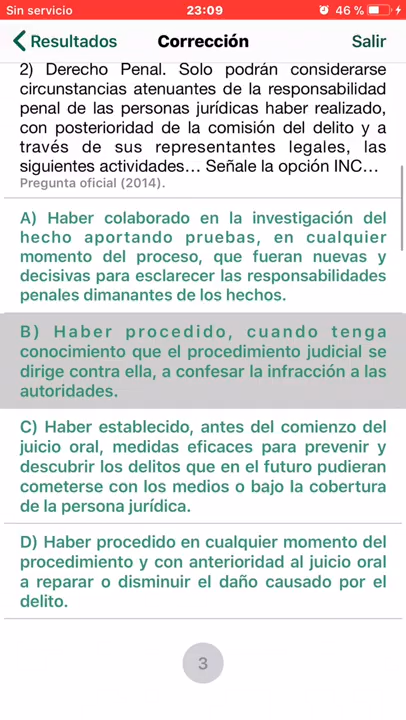 Sin servicio 23:09 46 %
Resultados Corrección Salir
2) Derecho Penal. Solo podrán considerarse
circunstancias atenuantes de la responsabilidad
penal de las personas jurídicas haber realizado,
con posterioridad de la comisión del delito y a
través de sus representantes legales, las
siguientes actividades... Señale la opción INC...
Pregunta oficial (2014).
A) Haber colaborado en la investigación del
hecho aportando pruebas, en cualquier
momento del proceso, que fueran nuevas y
decisivas para esclarecer las responsabilidades
penales dimanantes de los hechos.
B) Haber procedido, cuando tenga
conocimiento que el procedimiento judicial se
dirige contra ella, a confesar la infracción a las
autoridades.
C) Haber establecido, antes del comienzo del
juicio oral, medidas eficaces para prevenir y
descubrir los delitos que en el futuro pudieran
cometerse con los medios o bajo la cobertura
de la persona jurídica.
D) Haber procedido en cualquier momento del
procedimiento y con anterioridad al juicio oral
a reparar o disminuir el daño causado por el
delito.
3